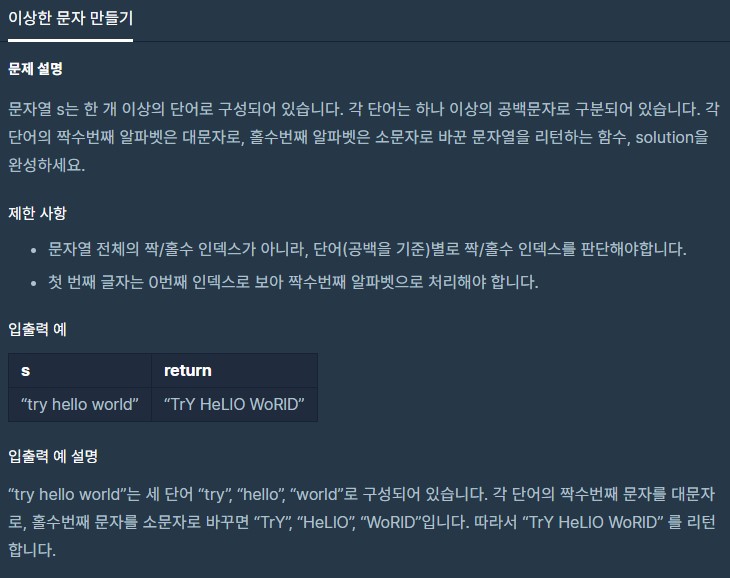 이상한 문자 만들기
문제 설명
문자열 s는 한 개 이상의 단어로 구성되어 있습니다. 각 단어는 하나 이상의 공백문자로 구분되어 있습니다. 각
단어의 짝수번째 알파벳은 대문자로, 홀수번째 알파벳은 소문자로 바꾼 문자열을 리턴하는 함수, solution을
완성하세요.
제한 사항
• 문자열 전체의 짝/홀수 인덱스가 아니라, 단어(공백을 기준)별로 짝/홀수 인덱스를 판단해야합니다.
• 첫 번째 글자는 0번째 인덱스로 보아 짝수번째 알파벳으로 처리해야 합니다.
입출력 예
s return
“try hello world” “TrY HeLlO WoRlD”
입출력 예 설명
“try hello world”는 세 단어 “try”, “hello”, “world”로 구성되어 있습니다. 각 단어의 짝수번째 문자를 대문자
로, 홀수번째 문자를 소문자로 바꾸면 “TrY”, “HeLlO”, “WoRlD”입니다. 따라서 “TrY HeLlO WoRlD” 를 리턴
합니다.